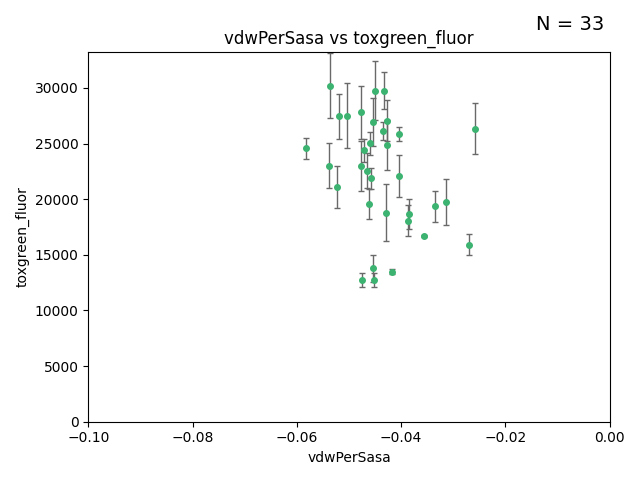 N = 33
vdwPerSasa vs toxgreen_fluor
toxgreen_fluor
30000
25000
20000
15000
10000
5000
0
−0.10 −0.08 −0.06 −0.04 −0.02 0.00
vdwPerSasa